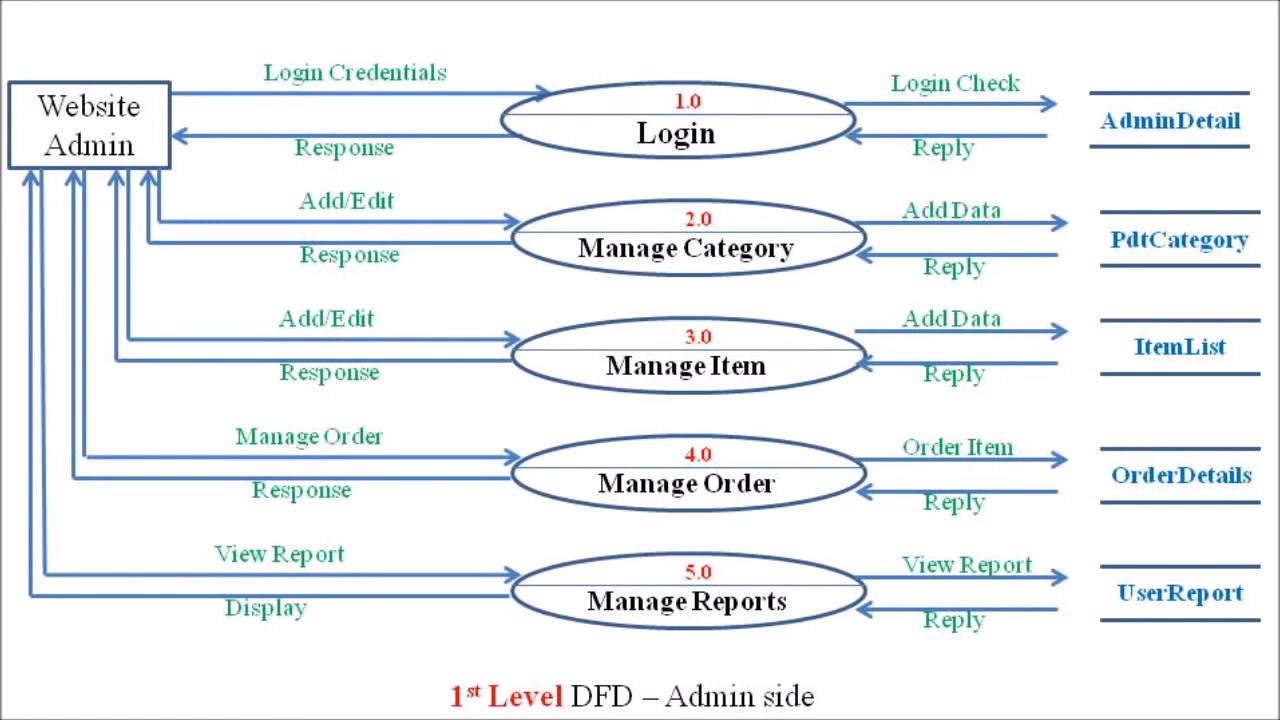 Login Credentials
Login Check
Website
Admin
1.0
Login
AdminDetail
Response
Reply
Add/Edit
Add Data
2.0
Manage Category
PdtCategory
Response
Reply
Add/Edit
Add Data
3.0
Manage Item
ItemList
Response
Reply
Manage Order
Order Item
4.0
Manage Order
OrderDetails
Response
Reply
View Report
View Report
5.0
Manage Reports
UserReport
Display
Reply
1st Level DFD – Admin side